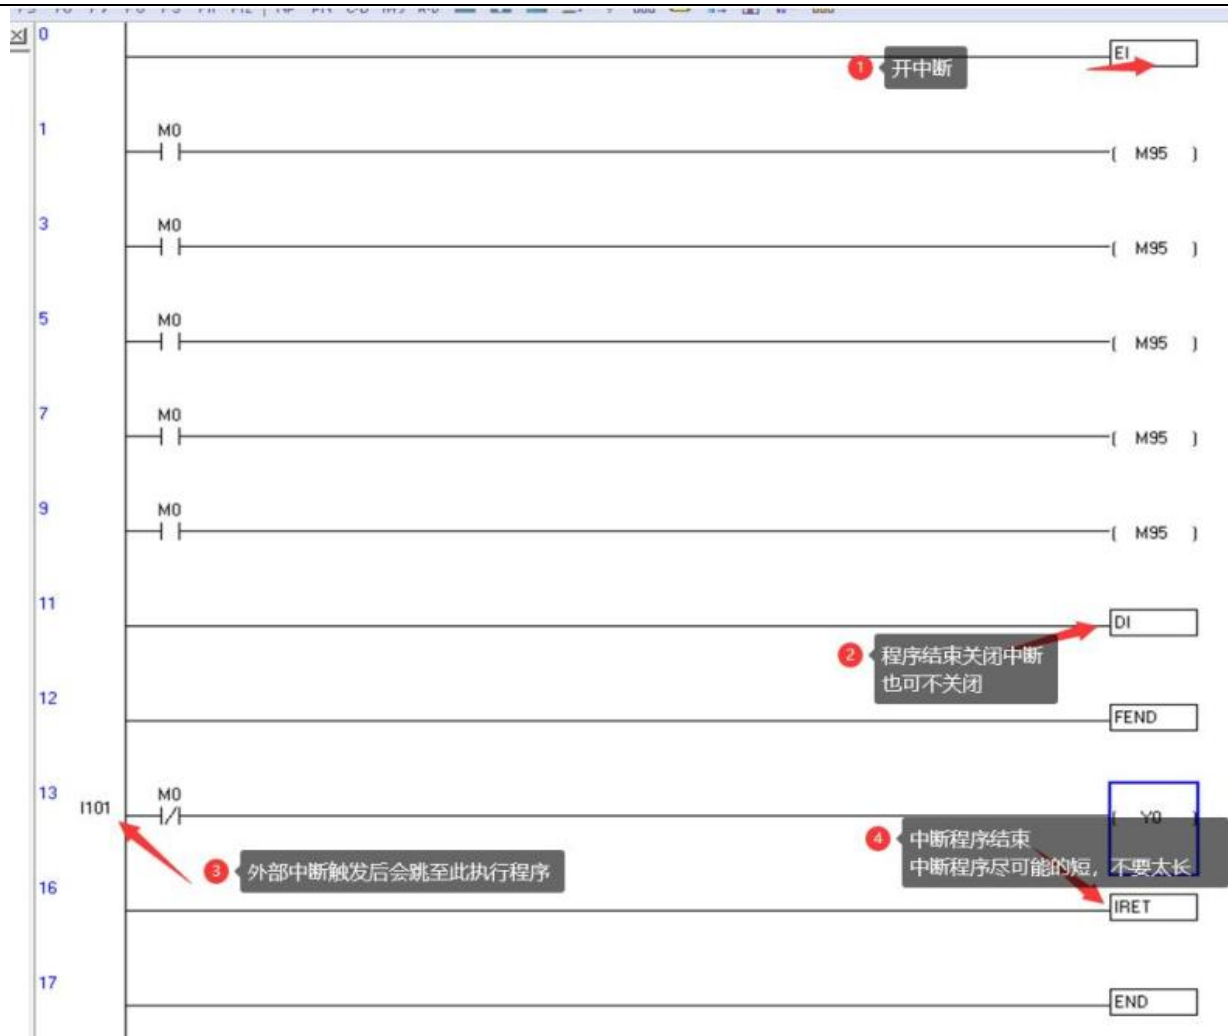 0
EI
1 开中断
1
M0
( M95 )
3
M0
( M95 )
5
M0
( M95 )
7
M0
( M95 )
9
M0
( M95 )
11
DI
2 程序结束关闭中断
也可不关闭
12
FEND
13
I101
M0
( Y0 )
4 中断程序结束
中断程序尽可能的短，不要太长
3 外部中断触发后会跳至此执行程序
16
IRET
17
END